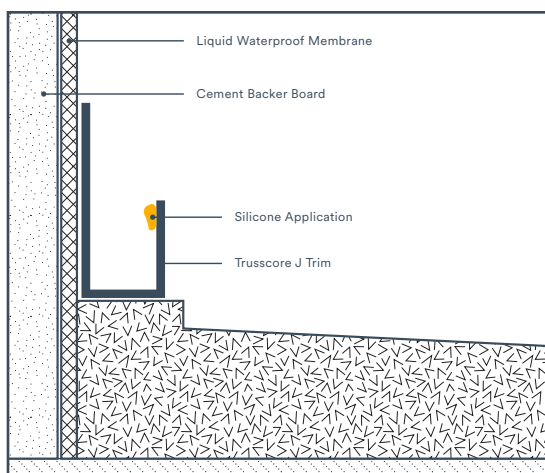 Liquid Waterproof Membrane
Cement Backer Board
Silicone Application
Trusscore J Trim